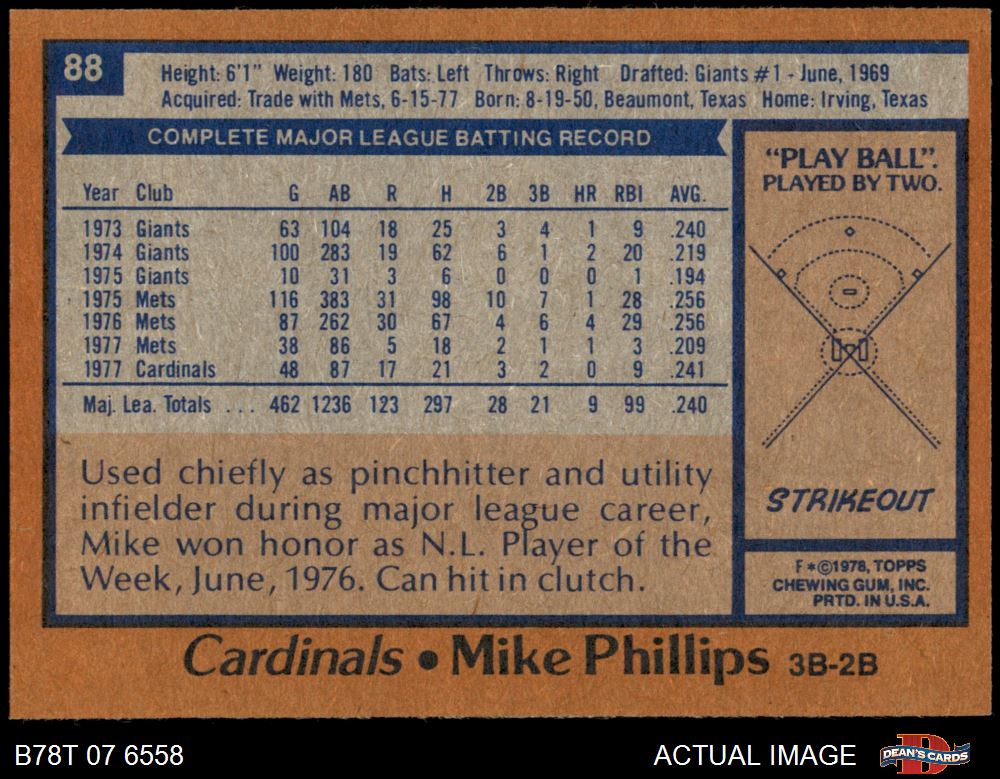 88
Height: 6'1" Weight: 180 Bats: Left Throws: Right Drafted: Giants #1 - June, 1969
Acquired: Trade with Mets, 6-15-77 Born: 8-19-50, Beaumont, Texas Home: Irving, Texas
COMPLETE MAJOR LEAGUE BATTING RECORD
Year Club G AB R H 2B 3B HR RBI AVG.
1973 Giants 63 104 18 25 3 4 1 9 .240
1974 Giants 100 283 19 62 6 1 2 20 .219
1975 Giants 10 31 3 6 0 0 0 1 .194
1975 Mets 116 383 31 98 10 7 1 28 .256
1976 Mets 87 262 30 67 4 6 4 29 .256
1977 Mets 38 86 5 18 2 1 1 3 .209
1977 Cardinals 48 87 17 21 3 2 0 9 .241
Maj. Lea. Totals ... 462 1236 123 297 28 21 9 99 .240
Used chiefly as pinchhitter and utility
infielder during major league career,
Mike won honor as N.L. Player of the
Week, June, 1976. Can hit in clutch.
"PLAY BALL".
PLAYED BY TWO.
STRIKEOUT
F*©1978, TOPPS
CHEWING GUM, INC.
PRTD. IN U.S.A.
Cardinals • Mike Phillips 3B-2B
B78T 07 6558
ACTUAL IMAGE
DEAN'S CARDS